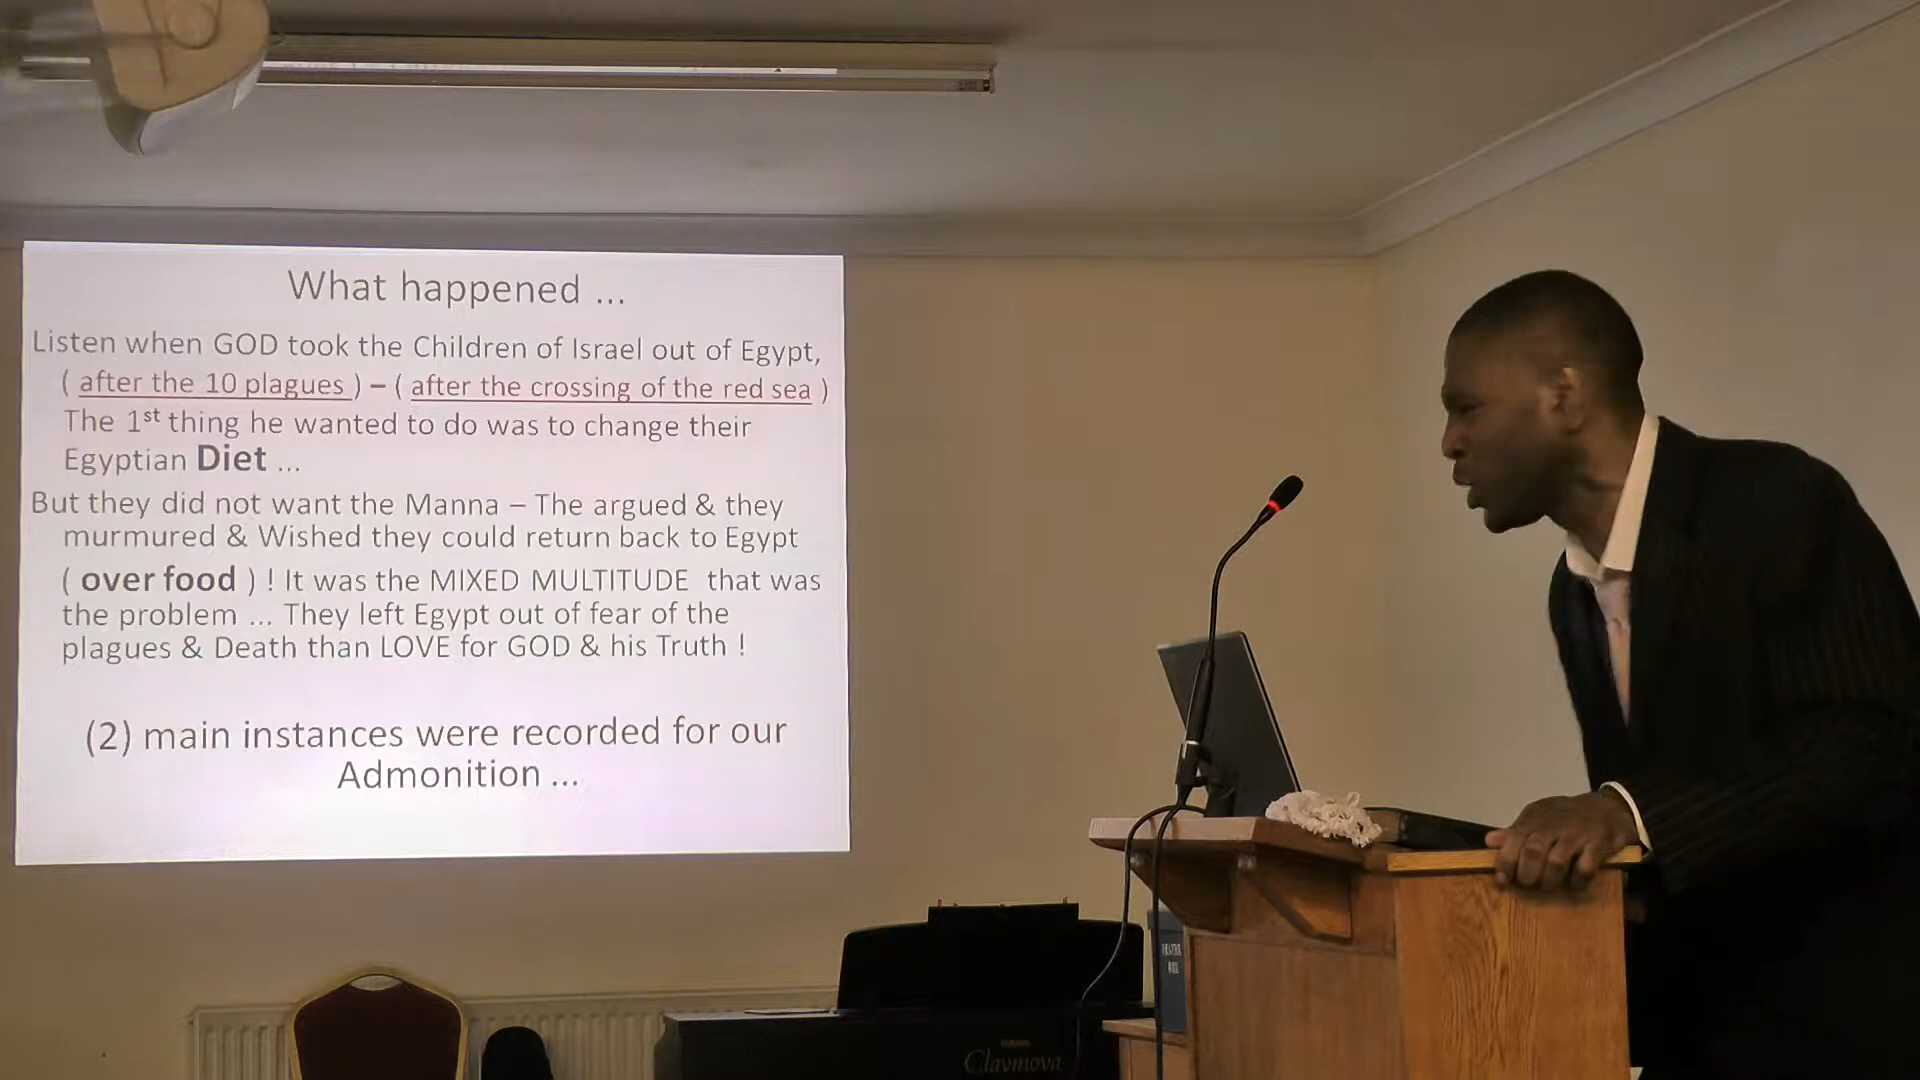 What happened ...
Listen when GOD took the Children of Israel out of Egypt,
( after the 10 plagues ) – ( after the crossing of the red sea )
The 1st thing he wanted to do was to change their
Egyptian Diet ...
But they did not want the Manna – The argued & they
murmured & Wished they could return back to Egypt
( over food ) ! It was the MIXED MULTITUDE that was
the problem ... They left Egypt out of fear of the
plagues & Death than LOVE for GOD & his Truth !
(2) main instances were recorded for our
Admonition ...
Clavinova